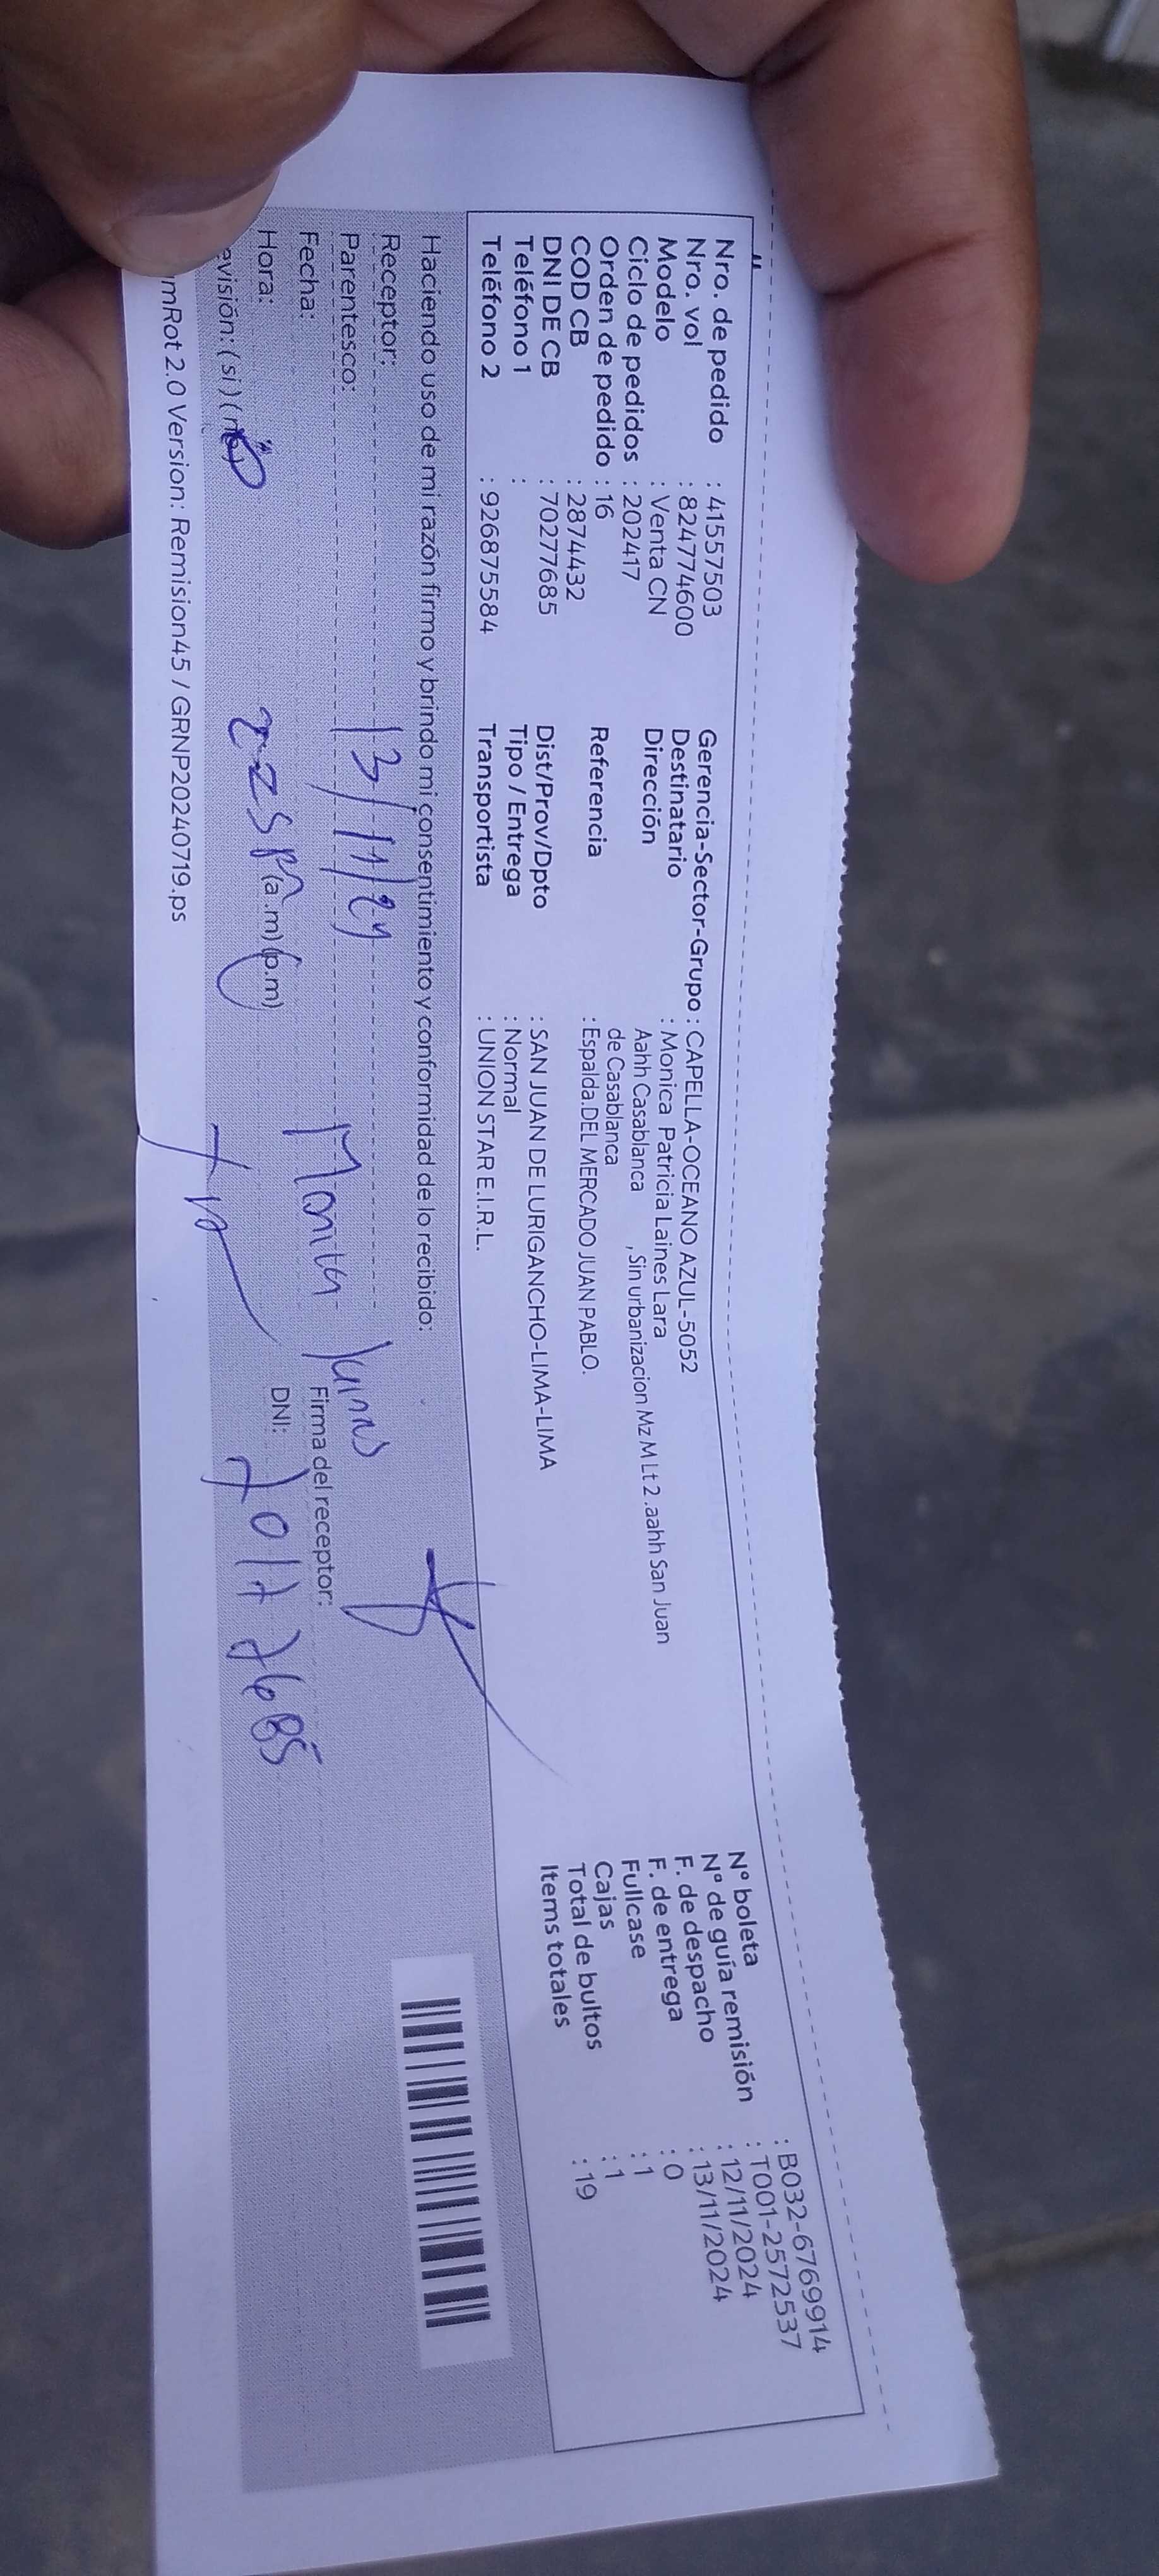 Nro. de pedido : 41557503
Nro. vol : 824774600
Modelo : Venta CN
Ciclo de pedidos : 202417
Orden de pedido : 16
COD CB : 2874432
DNI DE CB : 70277685
Teléfono 1 :
Teléfono 2 : 926875584
Gerencia-Sector-Grupo : CAPELLA-OCEANO AZUL-5052
Destinatario : Monica Patricia Laines Lara
Dirección Aahh Casablanca , Sin urbanizacion Mz M Lt 2 .aahh San Juan
de Casablanca
Referencia : Espalda.DEL MERCADO JUAN PABLO.
Dist/Prov/Dpto : SAN JUAN DE LURIGANCHO-LIMA-LIMA
Tipo / Entrega : Normal
Transportista : UNION STAR E.I.R.L.
Nº boleta : B032-6769914
Nº de guía remisión : T001-2572537
F. de despacho : 12/11/2024
F. de entrega : 13/11/2024
Fullcase : 0
Cajas : 1
Total de bultos : 1
Items totales : 19
Haciendo uso de mi razón firmo y brindo mi consentimiento y conformidad de lo recibido:
Receptor:
Parentesco: 13/11/24
Fecha: Monica
Firma del receptor:
Hora: (a.m) (p.m)
DNI:
evisión: ( si ) ( no )
mRot 2.0 Version: Remision45 / GRNP20240719.ps